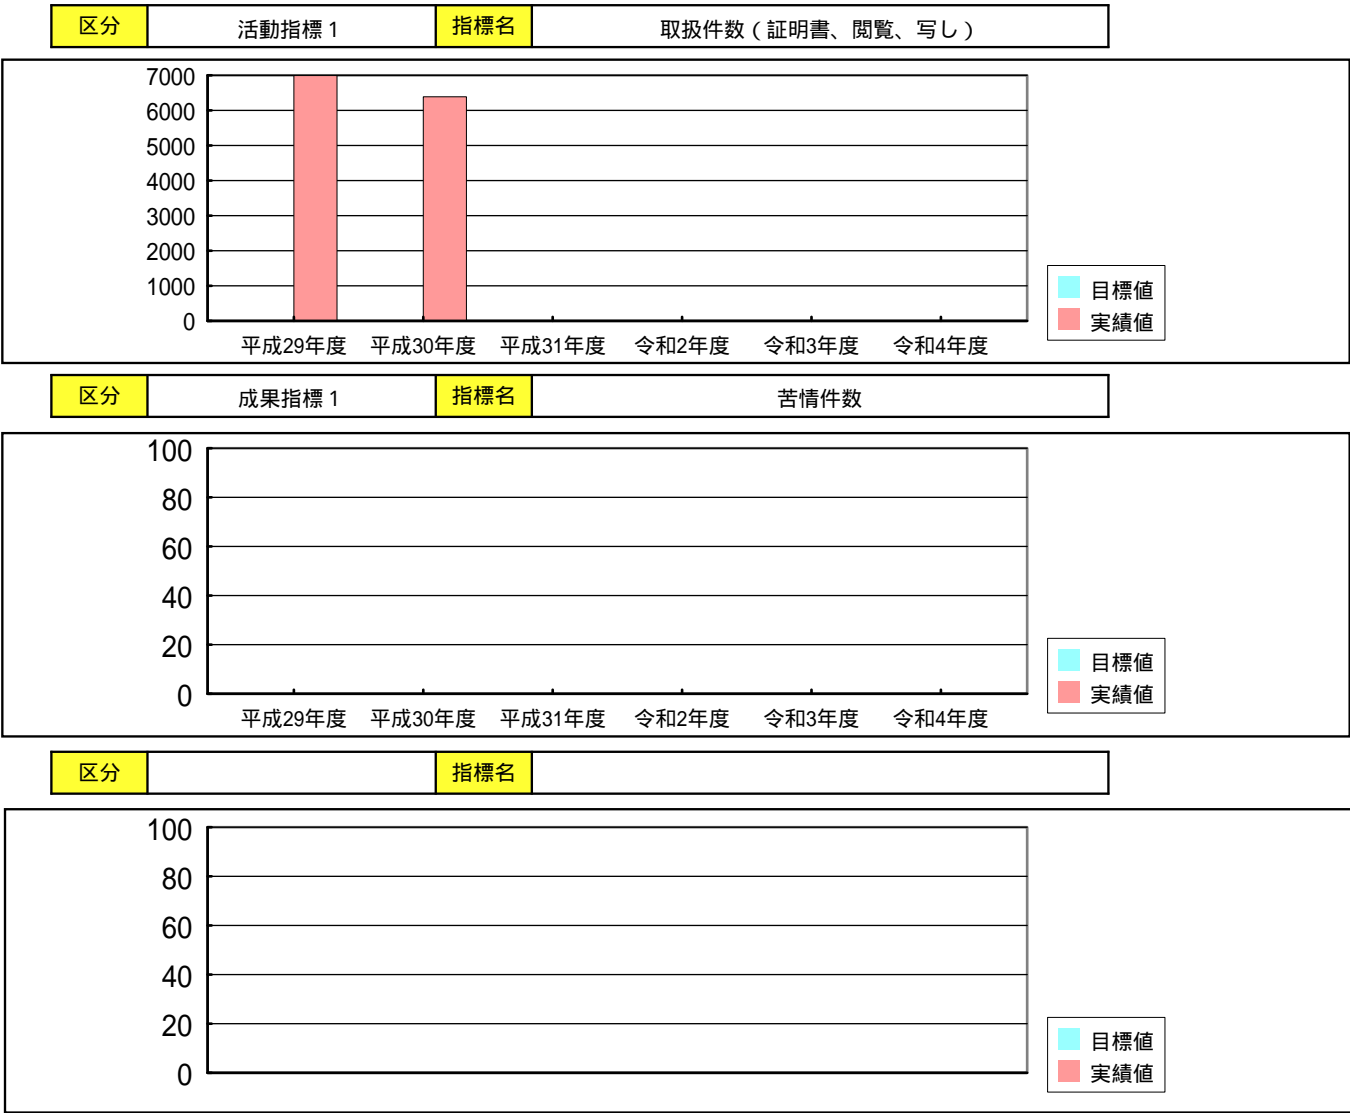 区分 活動指標1 指標名 取扱件数(証明書、閲覧、写し)
7000
6000
5000
4000
3000
2000
1000
0
平成29年度 平成30年度 平成31年度 令和2年度 令和3年度 令和4年度
目標値
実績値
区分 成果指標1 指標名 苦情件数
100
80
60
40
20
0
平成29年度 平成30年度 平成31年度 令和2年度 令和3年度 令和4年度
目標値
実績値
区分 指標名
100
80
60
40
20
0
目標値
実績値